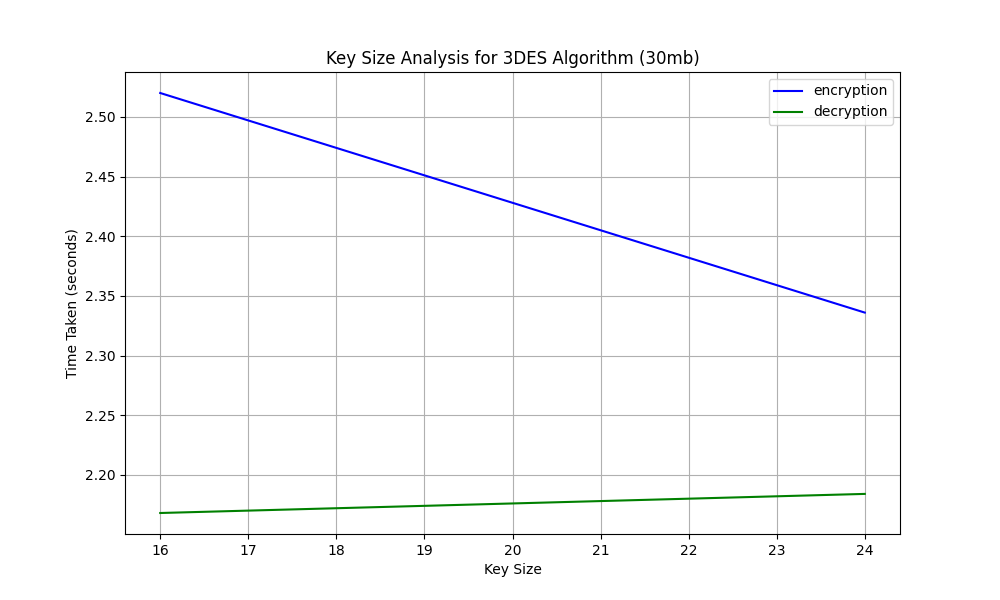 Key Size Analysis for 3DES Algorithm (30mb)
encryption
decryption
Time Taken (seconds)
2.50
2.45
2.40
2.35
2.30
2.25
2.20
16 17 18 19 20 21 22 23 24
Key Size